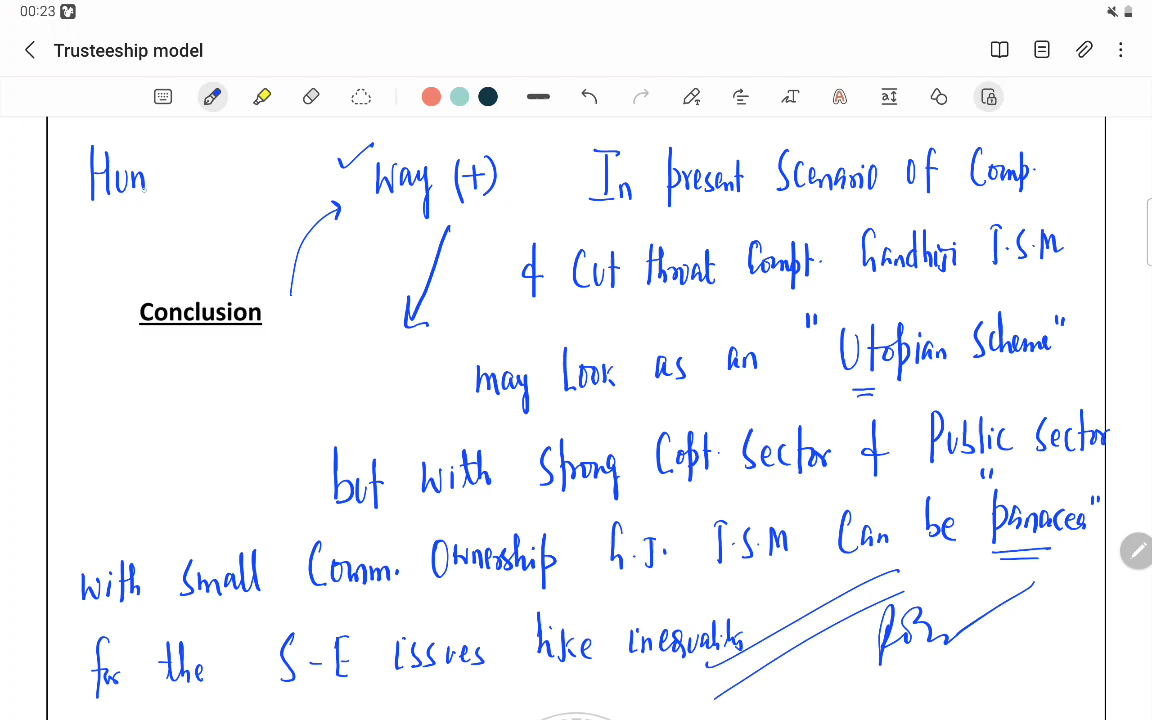 00:23
Trusteeship model
Hun
Way (+) In present Scenario of Comp.
& Cut throat Compt. Gandhiji T.S.M
may Look as an "Utopian Scheme"
Conclusion
but with Strong Copt. Sector & Public Sector
with Small Comm. Ownership G.J. T.S.M Can be "panacea"
for the S-E issues like inequality